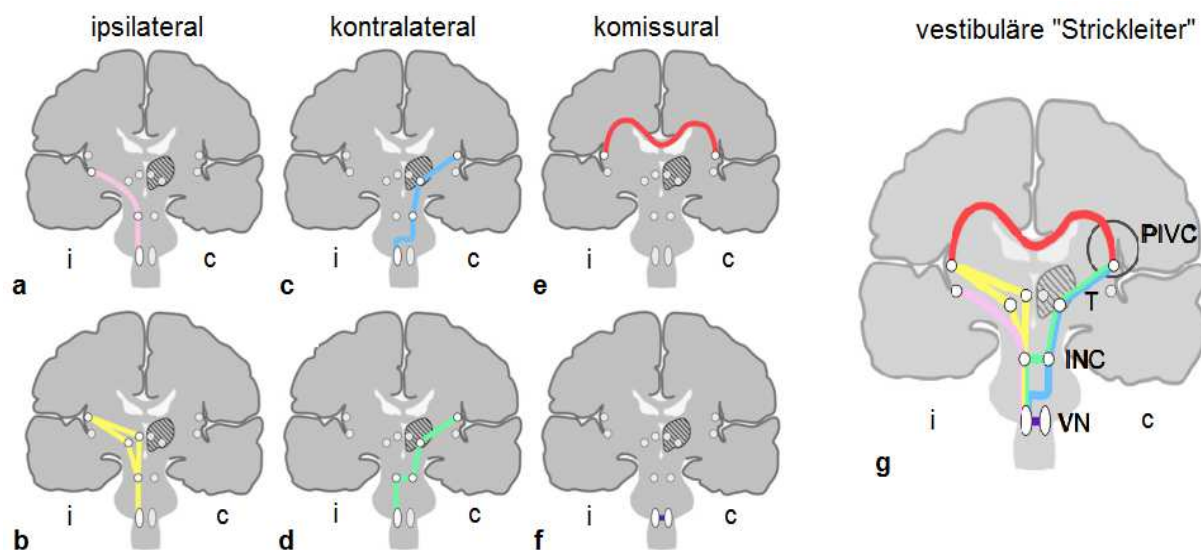 ipsilateral
kontralateral
komissural
vestibuläre "Strickleiter"
i
c
a
i
c
c
i
c
e
PIVC
T
INC
VN
i
c
g
i
c
b
i
c
d
i
c
f